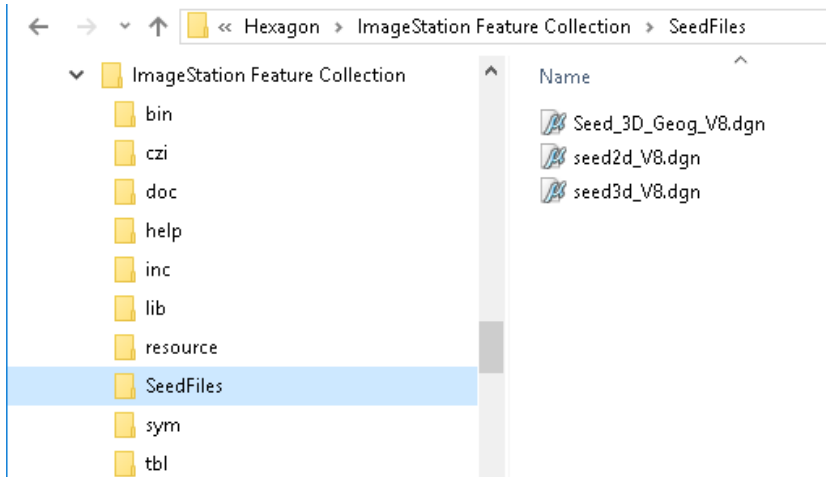 « Hexagon › ImageStation Feature Collection › SeedFiles
ImageStation Feature Collection
bin
czi
doc
help
inc
lib
resource
SeedFiles
sym
tbl
Name
Seed_3D_Geog_V8.dgn
seed2d_V8.dgn
seed3d_V8.dgn